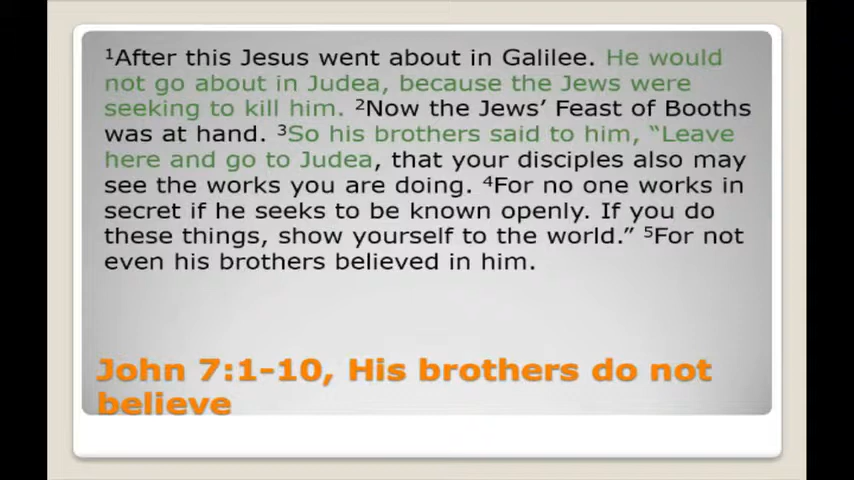 ¹After this Jesus went about in Galilee. He would
not go about in Judea, because the Jews were
seeking to kill him. ²Now the Jews’ Feast of Booths
was at hand. ³So his brothers said to him, “Leave
here and go to Judea, that your disciples also may
see the works you are doing. ⁴For no one works in
secret if he seeks to be known openly. If you do
these things, show yourself to the world.” ⁵For not
even his brothers believed in him.
John 7:1-10, His brothers do not
believe